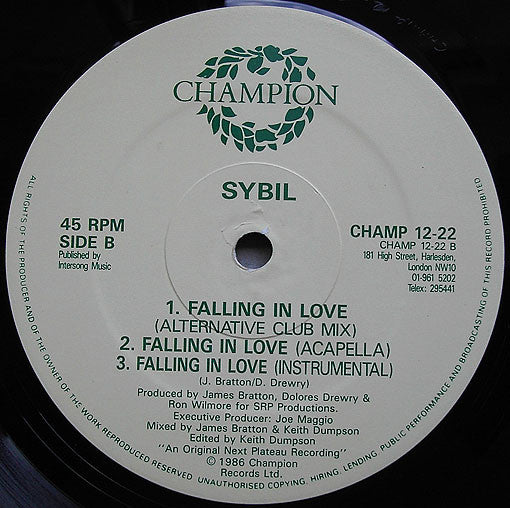 CHAMPION
SYBIL
45 RPM
SIDE B
Published by
Intersong Music
CHAMP 12-22
CHAMP 12-22 B
181 High Street, Harlesden,
London NW10
01-961 5202
Telex: 295441
1. FALLING IN LOVE
(ALTERNATIVE CLUB MIX)
2. FALLING IN LOVE (ACAPELLA)
3. FALLING IN LOVE (INSTRUMENTAL)
(J. Bratton/D. Drewry)
Produced by James Bratton, Dolores Drewry &
Ron Wilmore for SRP Productions.
Executive Producer: Joe Maggio
Mixed by James Bratton & Keith Dumpson
Edited by Keith Dumpson
"An Original Next Plateau Recording"
© 1986 Champion
Records Ltd.
ALL RIGHTS OF THE PRODUCER AND OF THE OWNER OF THE WORK REPRODUCED RESERVED. UNAUTHORISED COPYING, HIRING, LENDING, PUBLIC PERFORMANCE AND BROADCASTING OF THIS RECORD PROHIBITED